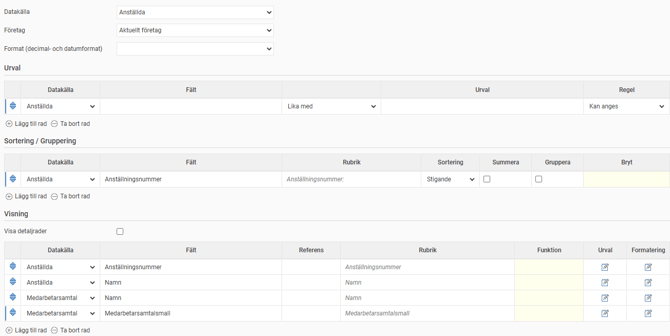 Datakälla Anställda
Företag Aktuellt företag
Format (decimal- och datumformat)
Urval
Datakälla Fält Urval Regel
Anställda Lika med Kan anges
Lägg till rad Ta bort rad
Sortering / Gruppering
Datakälla Fält Rubrik Sortering Summera Gruppera Bryt
Anställda Anställningsnummer Anställningsnummer: Stigande
Lägg till rad Ta bort rad
Visning
Visa detaljrader
Datakälla Fält Referens Rubrik Funktion Urval Formatering
Anställda Anställningsnummer Anställningsnummer
Anställda Namn Namn
Medarbetarsamtal Namn Namn
Medarbetarsamtal Medarbetarsamtalsmall Medarbetarsamtalsmall
Lägg till rad Ta bort rad